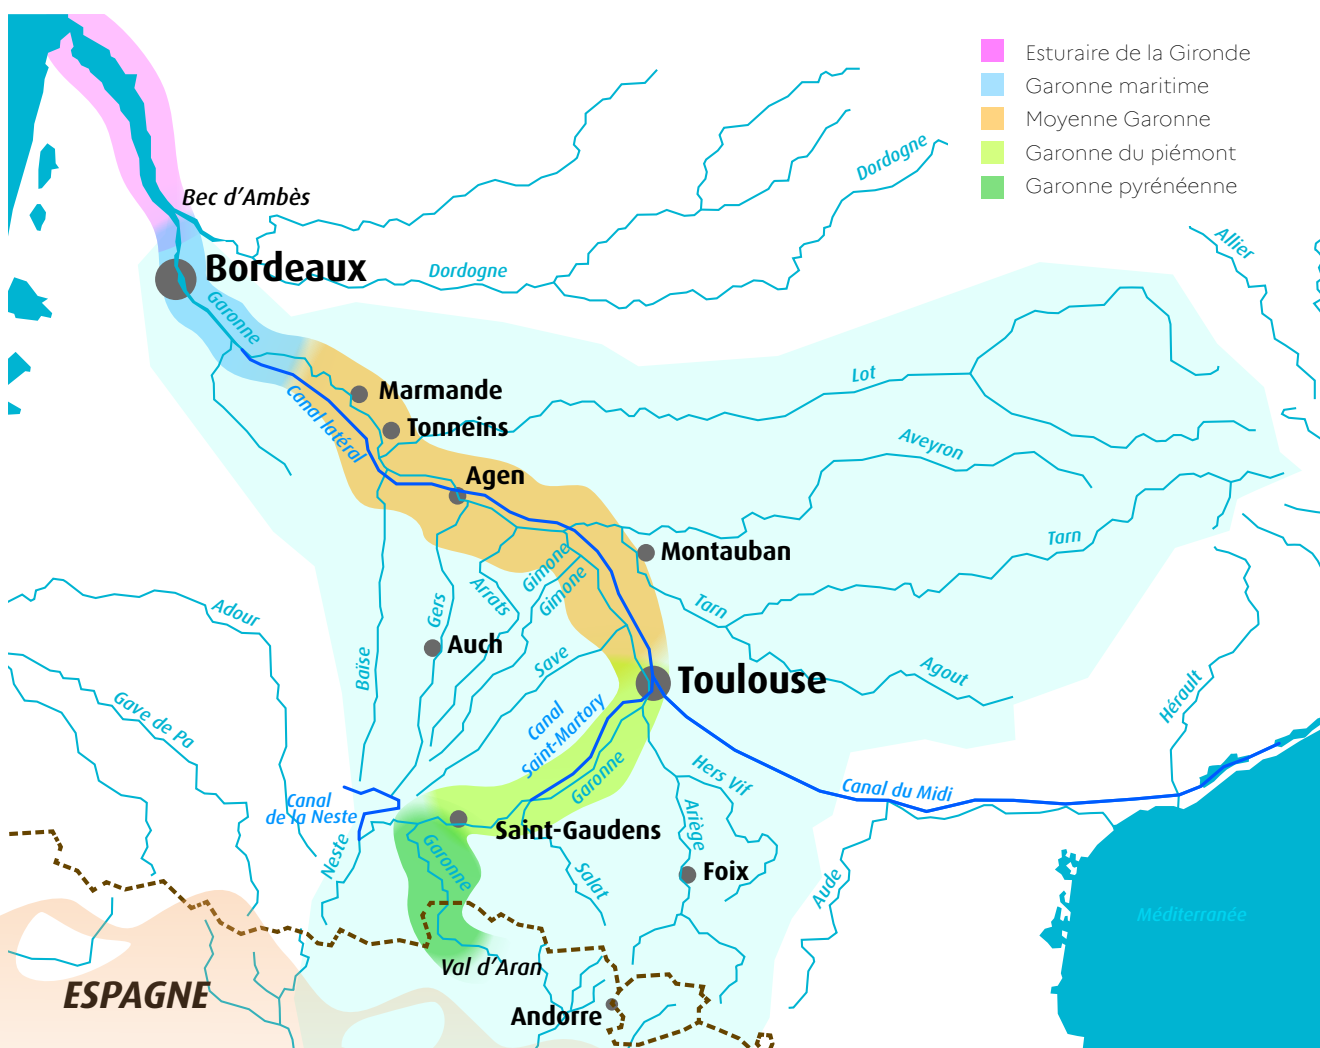 Esturaire de la Gironde
Garonne maritime
Moyenne Garonne
Garonne du piémont
Garonne pyrénéenne
Bec d'Ambès
Dordogne
Allier
Bordeaux
Dordogne
Garonne
Lot
Marmande
Canal latéral
Tonneins
Aveyron
Agen
Tarn
Montauban
Gimone
Gimone
Arrats
Gers
Adour
Tarn
Auch
Baïse
Save
Agout
Toulouse
Hérault
Gave de Pa
Canal
Saint-Martory
Garonne
Hers Vif
Canal du Midi
Canal
de la Neste
Saint-Gaudens
Ariège
Neste
Garonne
Salat
Foix
Aude
Méditerranée
Val d'Aran
ESPAGNE
Andorre